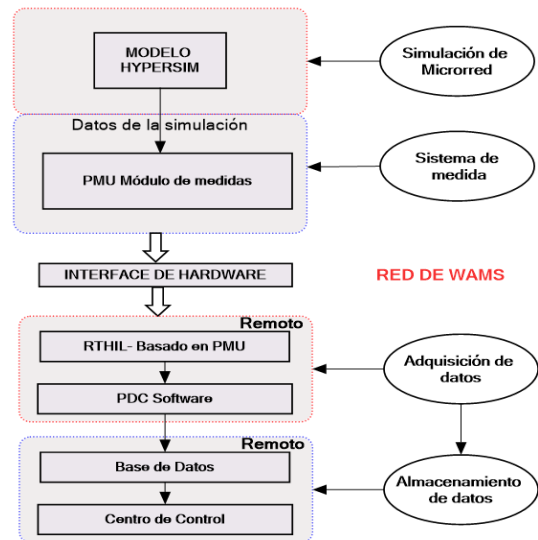 MODELO
HYPERSIM
Simulación de
Microrred
Datos de la simulación
PMU Módulo de medidas
Sistema de
medida
INTERFACE DE HARDWARE
RED DE WAMS
Remoto
RTHIL- Basado en PMU
PDC Software
Adquisición de
datos
Remoto
Base de Datos
Centro de Control
Almacenamiento
de datos